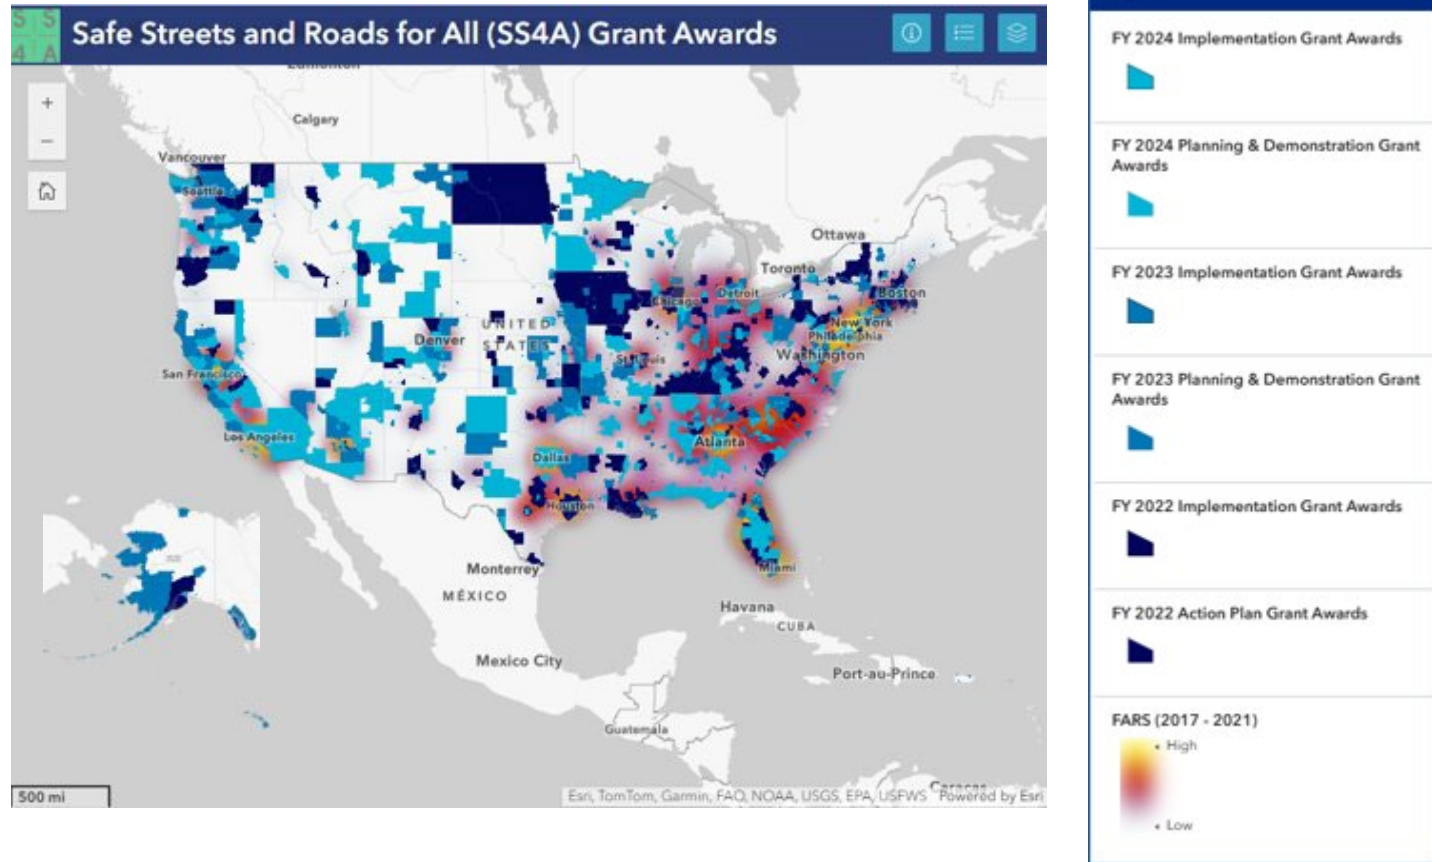 S S
4 A
Safe Streets and Roads for All (SS4A) Grant Awards
+
−
Edmonton
Calgary
Vancouver
Seattle
Ottawa
Toronto
Boston
Detroit
Chicago
New York
Philadelphia
UNITED
STATES
Denver
Washington
St. Louis
San Francisco
Los Angeles
Atlanta
Dallas
Houston
Miami
Monterrey
MÉXICO
Havana
CUBA
Mexico City
Port-au-Prince
Guatemala
Caracas
500 mi
Esri, TomTom, Garmin, FAO, NOAA, USGS, EPA, USFWS Powered by Esri
FY 2024 Implementation Grant Awards
FY 2024 Planning & Demonstration Grant
Awards
FY 2023 Implementation Grant Awards
FY 2023 Planning & Demonstration Grant
Awards
FY 2022 Implementation Grant Awards
FY 2022 Action Plan Grant Awards
FARS (2017 - 2021)
High
Low